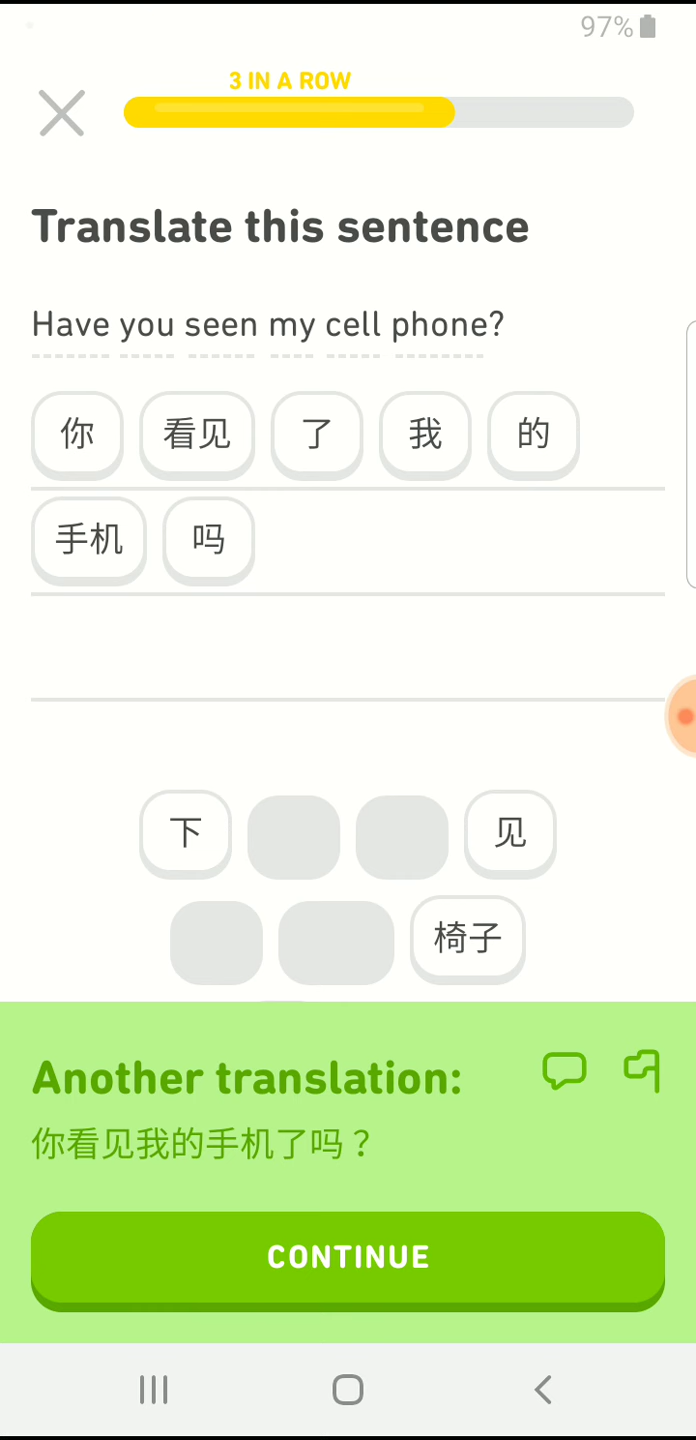 97%
3 IN A ROW
Translate this sentence
Have you seen my cell phone?
你 看见 了 我 的
手机 吗
下 见
椅子
Another translation:
你看见我的手机了吗？
CONTINUE